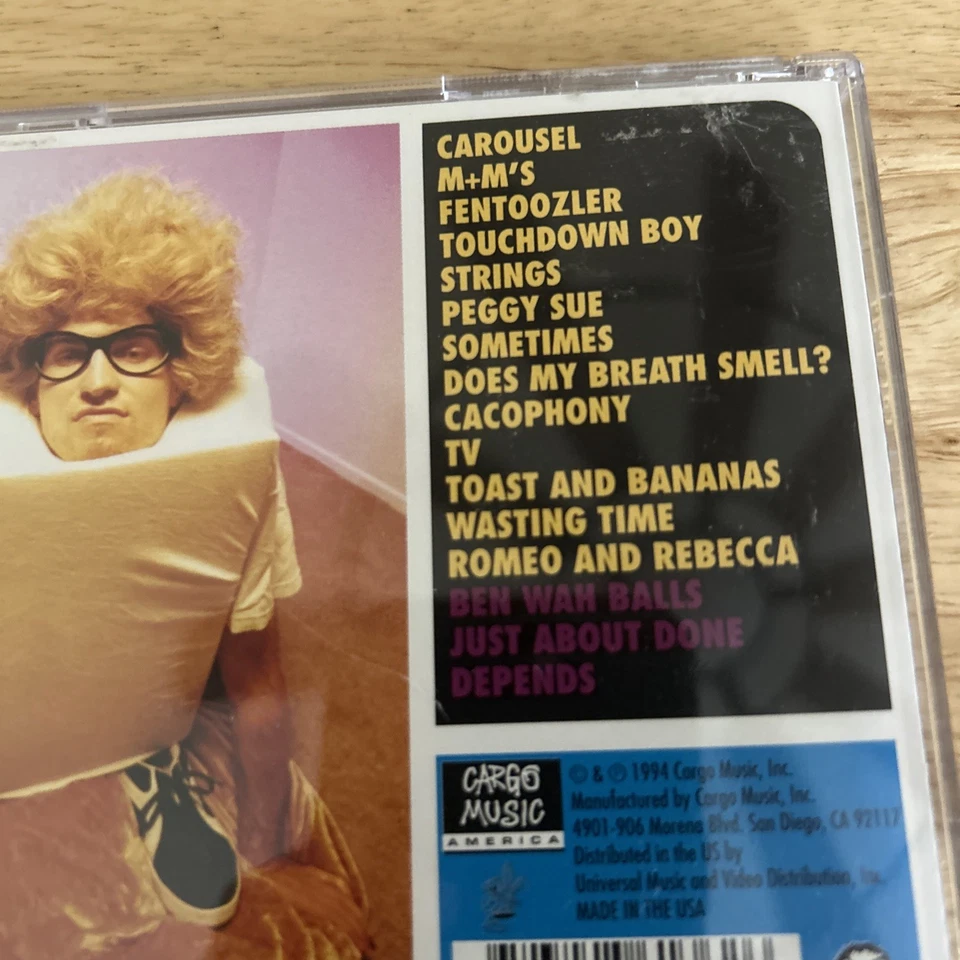 CAROUSEL
M+M'S
FENTOOZLER
TOUCHDOWN BOY
STRINGS
PEGGY SUE
SOMETIMES
DOES MY BREATH SMELL?
CACOPHONY
TV
TOAST AND BANANAS
WASTING TIME
ROMEO AND REBECCA
BEN WAH BALLS
JUST ABOUT DONE
DEPENDS
CARGO
MUSIC
AMERICA
© & ℗ 1994 Cargo Music, Inc.
Manufactured by Cargo Music, Inc.
4901-906 Morena Blvd. San Diego, CA 92117
Distributed in the US by
Universal Music and Video Distribution, Inc.
MADE IN THE USA